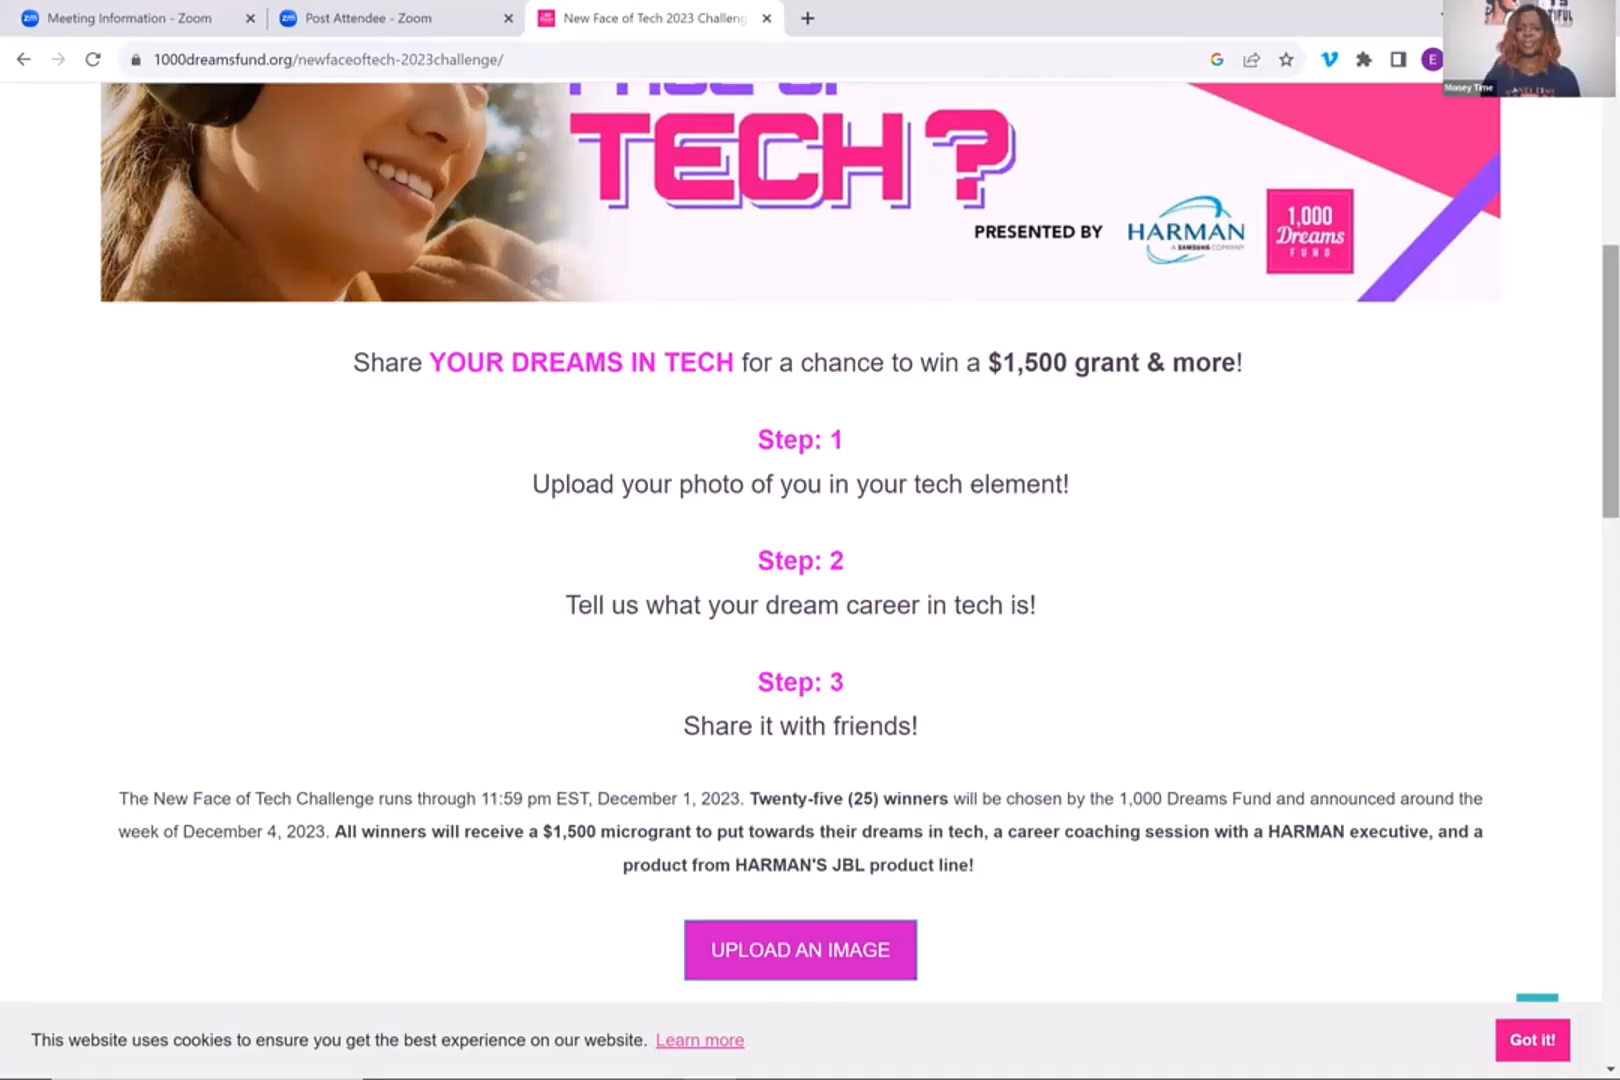 Meeting Information - Zoom
Post Attendee - Zoom
New Face of Tech 2023 Challeng
1000dreamsfund.org/newfaceoftech-2023challenge/
E
Money Time
TECH?
PRESENTED BY
HARMAN
A SAMSUNG COMPANY
1,000
Dreams
FUND
Share YOUR DREAMS IN TECH for a chance to win a $1,500 grant & more!
Step: 1
Upload your photo of you in your tech element!
Step: 2
Tell us what your dream career in tech is!
Step: 3
Share it with friends!
The New Face of Tech Challenge runs through 11:59 pm EST, December 1, 2023. Twenty-five (25) winners will be chosen by the 1,000 Dreams Fund and announced around the
week of December 4, 2023. All winners will receive a $1,500 microgrant to put towards their dreams in tech, a career coaching session with a HARMAN executive, and a
product from HARMAN'S JBL product line!
UPLOAD AN IMAGE
This website uses cookies to ensure you get the best experience on our website. Learn more
Got it!